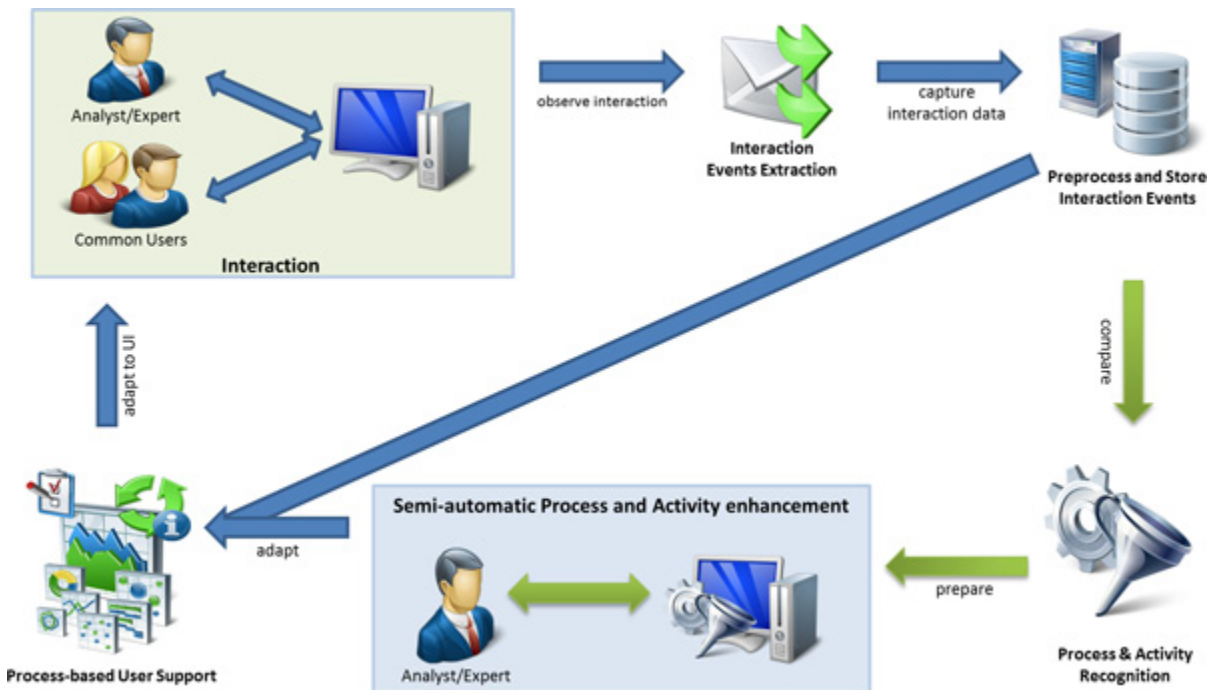 Analyst/Expert
Common Users
Interaction
observe interaction
Interaction
Events Extraction
capture
interaction data
Preprocess and Store
Interaction Events
adapt to UI
compare
Semi-automatic Process and Activity enhancement
Analyst/Expert
adapt
prepare
Process-based User Support
Process & Activity
Recognition